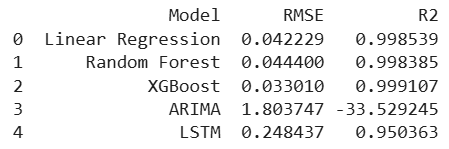 Model RMSE R2
0 Linear Regression 0.042229 0.998539
1 Random Forest 0.044400 0.998385
2 XGBoost 0.033010 0.999107
3 ARIMA 1.803747 -33.529245
4 LSTM 0.248437 0.950363